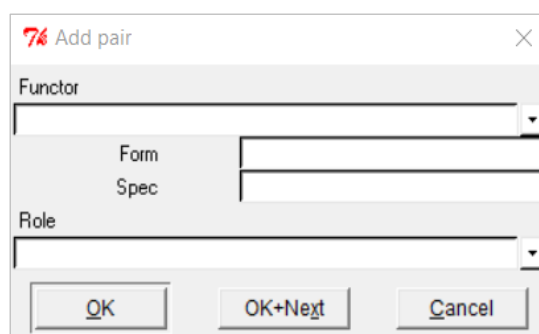 Add pair
Functor
Form
Spec
Role
OK OK+Next Cancel